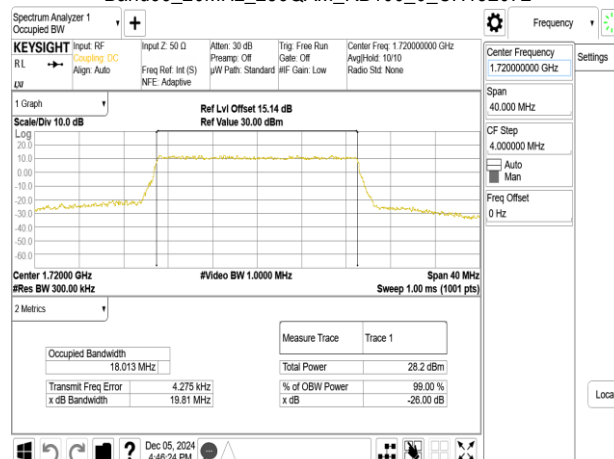 Spectrum Analyzer 1
Occupied BW
Frequency
Settings
KEYSIGHT
Input: RF
Coupling: DC
Align: Auto
Input Z: 50 Ω
Freq Ref: Int (S)
NFE: Adaptive
Atten: 30 dB
Preamp: Off
µW Path: Standard
Trig: Free Run
Gate: Off
#IF Gain: Low
Center Freq: 1.720000000 GHz
Avg|Hold: 10/10
Radio Std: None
RL
LXI
Center Frequency
1.720000000 GHz
Span
40.000 MHz
CF Step
4.000000 MHz
Auto
Man
Freq Offset
0 Hz
1 Graph
Scale/Div 10.0 dB
Ref Lvl Offset 15.14 dB
Ref Value 30.00 dBm
Log
20.0
10.0
0.00
-10.0
-20.0
-30.0
-40.0
-50.0
-60.0
Center 1.72000 GHz
#Res BW 300.00 kHz
#Video BW 1.0000 MHz
Span 40 MHz
Sweep 1.00 ms (1001 pts)
2 Metrics
Measure Trace Trace 1
Occupied Bandwidth
18.013 MHz
Total Power 28.2 dBm
Transmit Freq Error 4.275 kHz
% of OBW Power 99.00 %
x dB Bandwidth 19.81 MHz
x dB -26.00 dB
Loca
Dec 05, 2024
4:46:24 PM